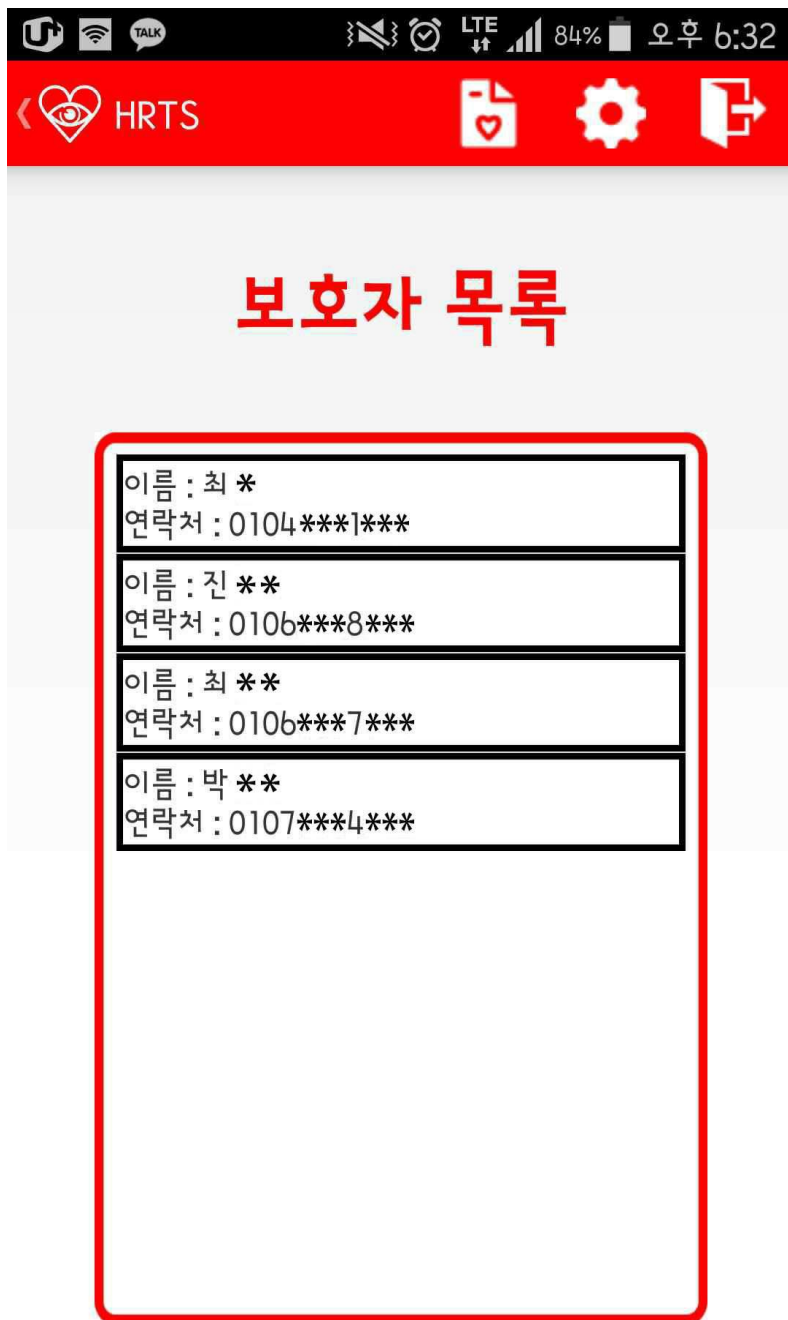 TALK LTE 84% 오후 6:32
HRTS
보호자 목록
이름 : 최 *
연락처 : 0104***1***
이름 : 진 **
연락처 : 0106***8***
이름 : 최 **
연락처 : 0106***7***
이름 : 박 **
연락처 : 0107***4***